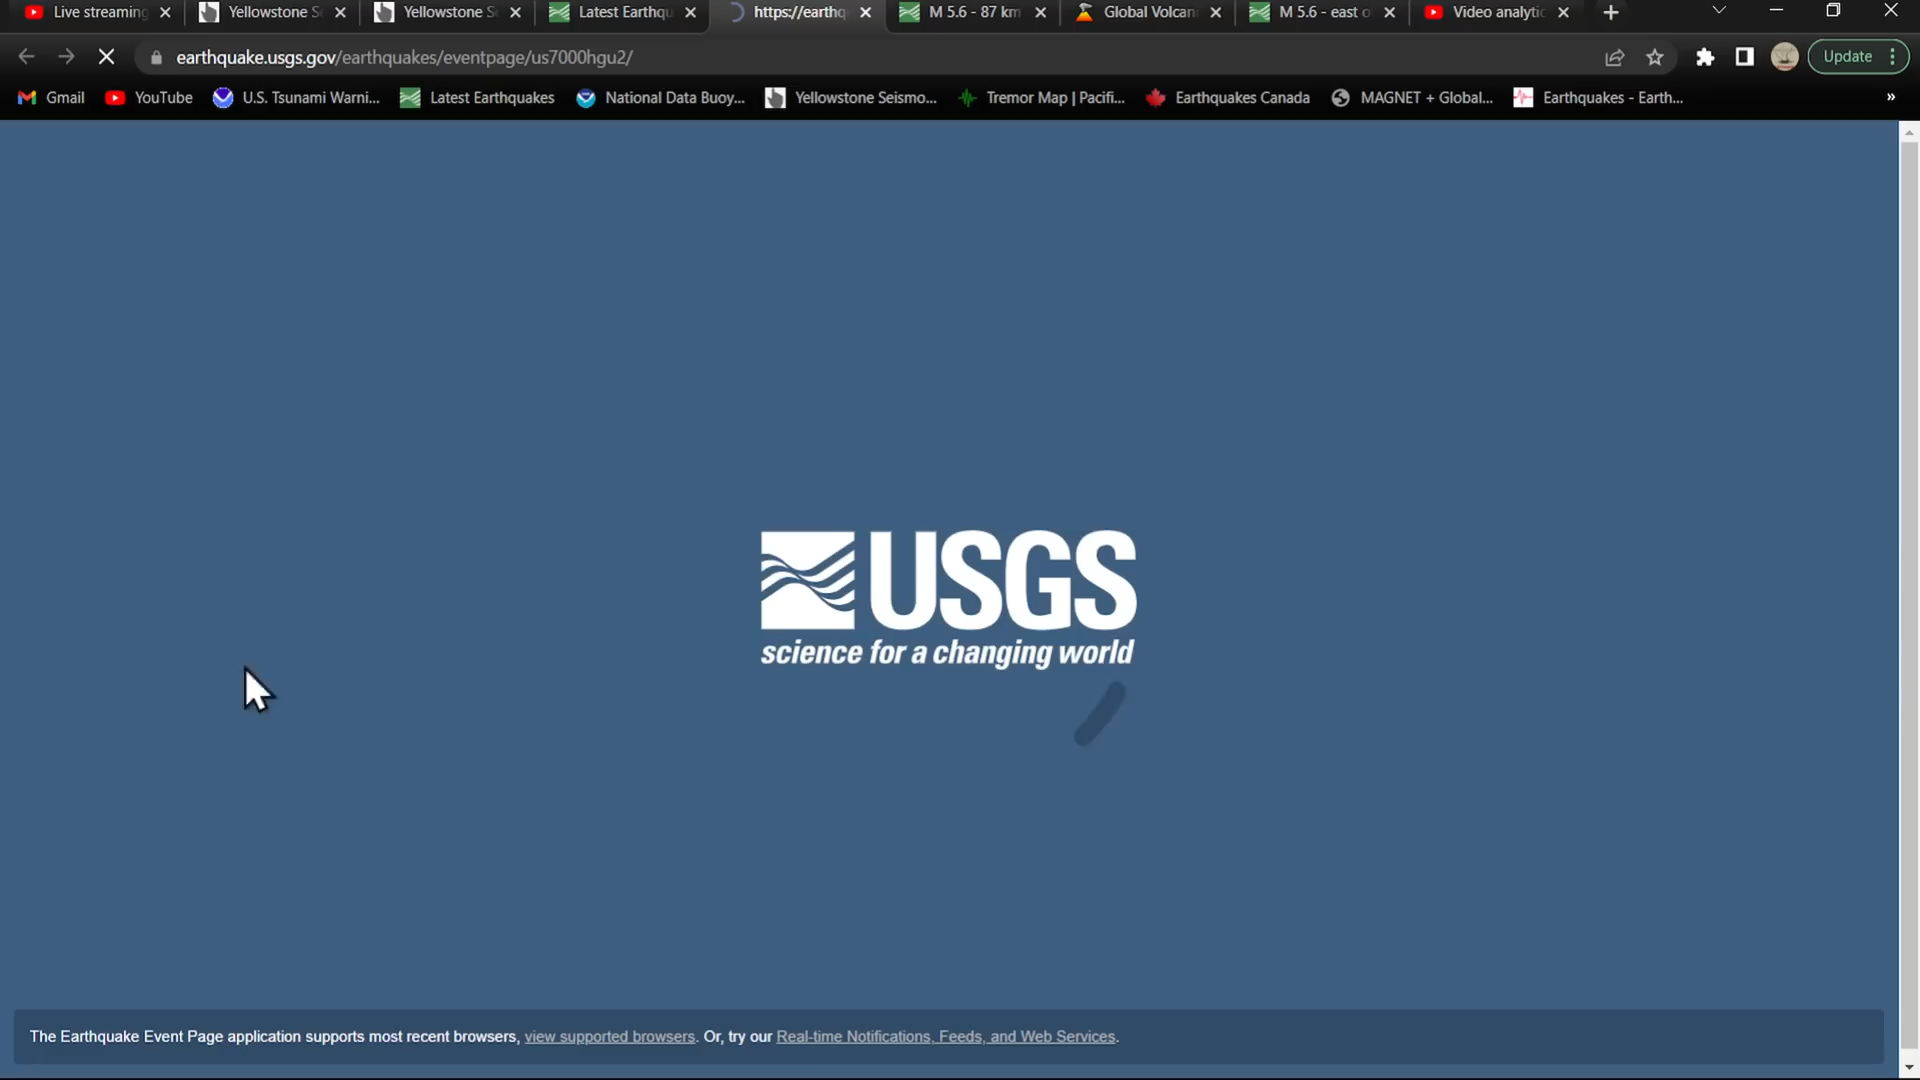 Live streaming
Yellowstone S
Yellowstone S
Latest Earthqu
https://earthq
M 5.6 - 87 km
Global Volcan
M 5.6 - east o
Video analytic
earthquake.usgs.gov/earthquakes/eventpage/us7000hgu2/
Update
Gmail
YouTube
U.S. Tsunami Warni...
Latest Earthquakes
National Data Buoy...
Yellowstone Seismo...
Tremor Map | Pacifi...
Earthquakes Canada
MAGNET + Global...
Earthquakes - Earth...
»
USGS
science for a changing world
The Earthquake Event Page application supports most recent browsers, view supported browsers. Or, try our Real-time Notifications, Feeds, and Web Services.